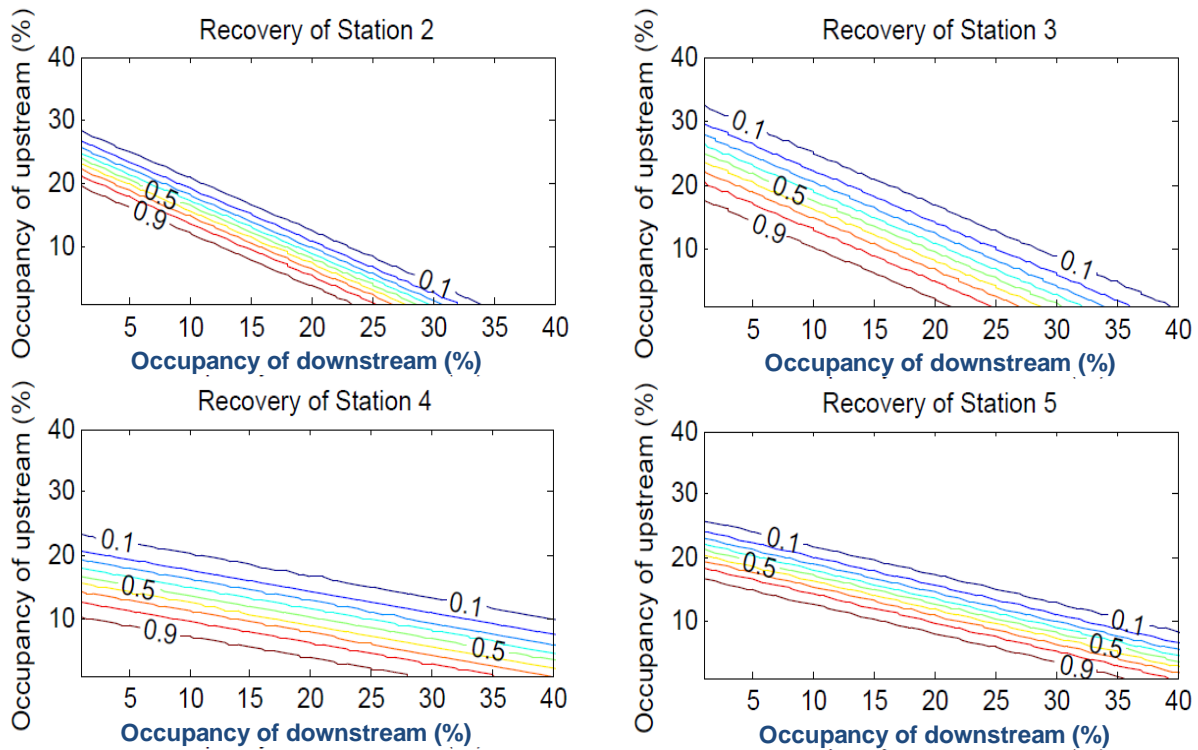 Recovery of Station 2
Occupancy of upstream (%)
40
30
20
10
0.5
0.9
0.1
5 10 15 20 25 30 35 40
Occupancy of downstream (%)
Recovery of Station 3
Occupancy of upstream (%)
40
30
20
10
0.1
0.5
0.9
0.1
5 10 15 20 25 30 35 40
Occupancy of downstream (%)
Recovery of Station 4
Occupancy of upstream (%)
40
30
20
10
0.1
0.5
0.9
0.1
0.5
5 10 15 20 25 30 35 40
Occupancy of downstream (%)
Recovery of Station 5
Occupancy of upstream (%)
40
30
20
10
0.1
0.5
0.1
0.5
0.9
5 10 15 20 25 30 35 40
Occupancy of downstream (%)